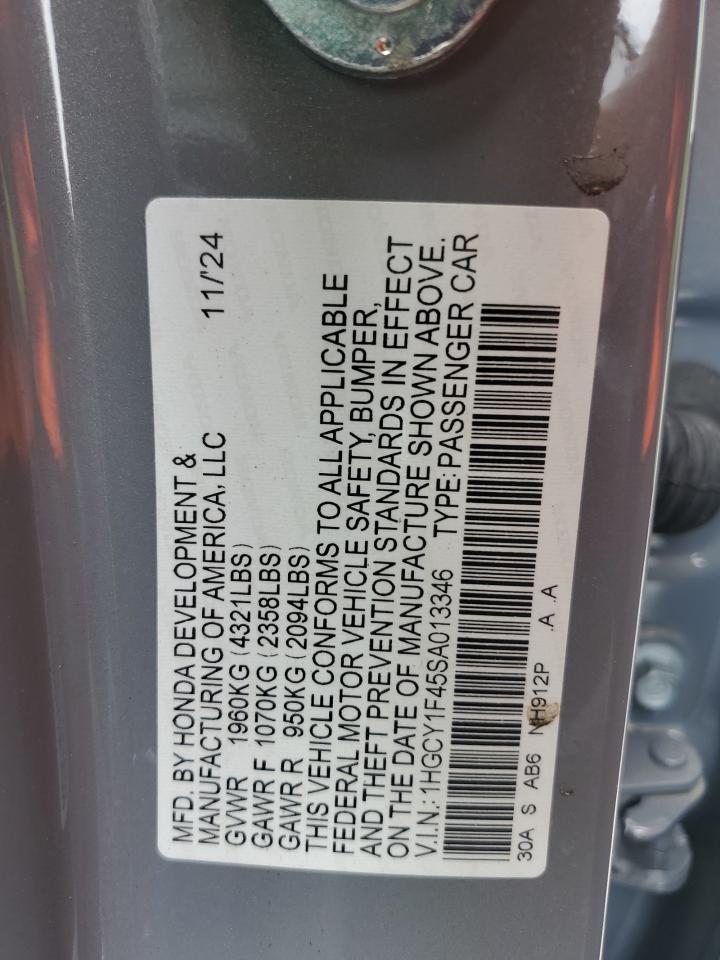 MFD. BY HONDA DEVELOPMENT &
MANUFACTURING OF AMERICA, LLC 11/'24
GVWR 1960KG (4321LBS)
GAWR F 1070KG (2358LBS)
GAWR R 950KG (2094LBS)
THIS VEHICLE CONFORMS TO ALL APPLICABLE
FEDERAL MOTOR VEHICLE SAFETY, BUMPER,
AND THEFT PREVENTION STANDARDS IN EFFECT
ON THE DATE OF MANUFACTURE SHOWN ABOVE.
V.I.N.: 1HGCY1F45SA013346 TYPE: PASSENGER CAR
30A S AB6 NH912P .A .A